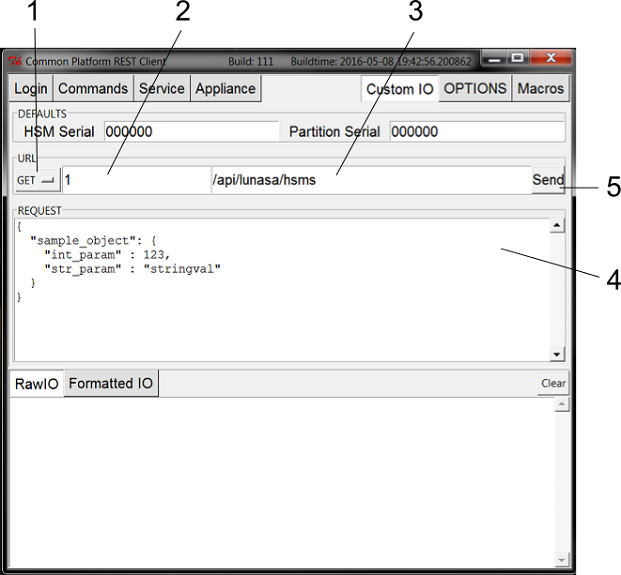 1 2 3
Common Platform REST Client Build: 111 Buildtime: 2016-05-08 19:42:56.200862
Login Commands Service Appliance Custom IO OPTIONS Macros
DEFAULTS
HSM Serial 000000 Partition Serial 000000
URL
GET 1 /api/lunasa/hsms Send 5
REQUEST
{
"sample_object": {
"int_param" : 123,
"str_param" : "stringval"
}
}
4
RawIO Formatted IO Clear